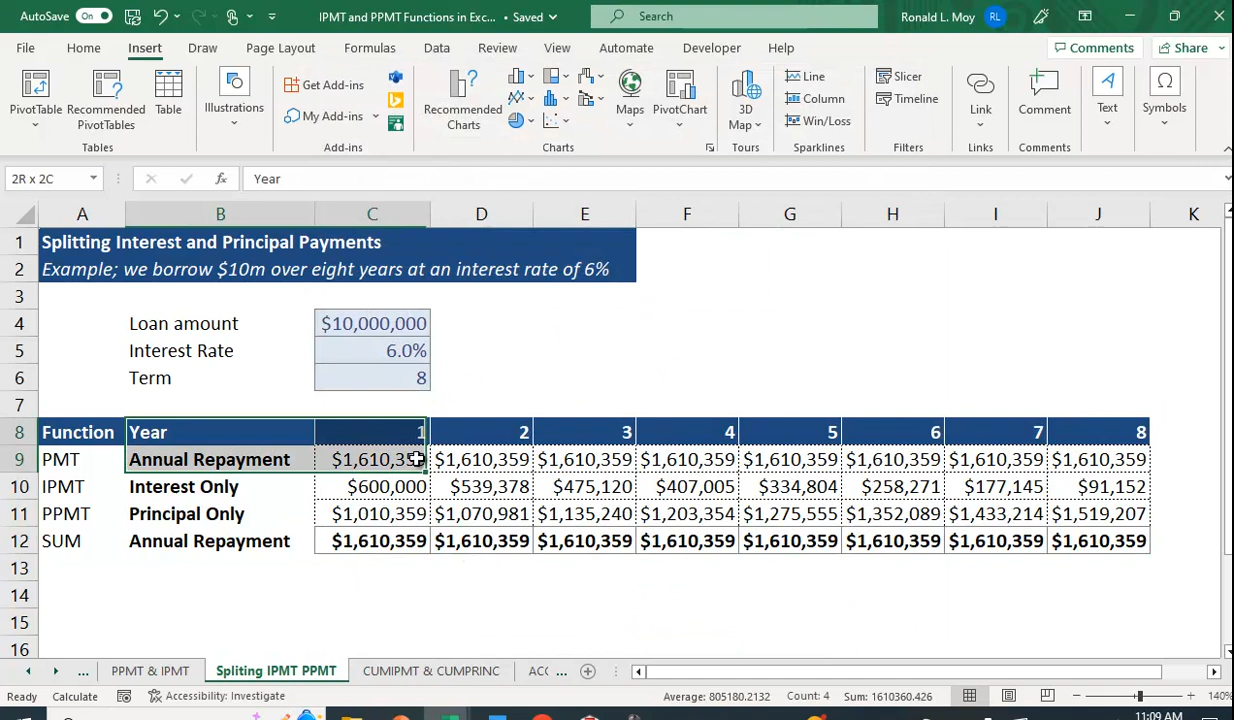 AutoSave On IPMT and PPMT Functions in Exc... • Saved Search Ronald L. Moy RL
File Home Insert Draw Page Layout Formulas Data Review View Automate Developer Help Comments Share
PivotTable Recommended PivotTables Table Illustrations Get Add-ins My Add-ins Recommended Charts Maps PivotChart 3D Map Line Column Win/Loss Slicer Timeline Link Comment Text Symbols
Tables Add-ins Charts Tours Sparklines Filters Links Comments
2R x 2C fx Year
A B C D E F G H I J K
1 Splitting Interest and Principal Payments
2 Example; we borrow $10m over eight years at an interest rate of 6%
3
4 Loan amount $10,000,000
5 Interest Rate 6.0%
6 Term 8
7
8 Function Year 1 2 3 4 5 6 7 8
9 PMT Annual Repayment $1,610,359 $1,610,359 $1,610,359 $1,610,359 $1,610,359 $1,610,359 $1,610,359 $1,610,359
10 IPMT Interest Only $600,000 $539,378 $475,120 $407,005 $334,804 $258,271 $177,145 $91,152
11 PPMT Principal Only $1,010,359 $1,070,981 $1,135,240 $1,203,354 $1,275,555 $1,352,089 $1,433,214 $1,519,207
12 SUM Annual Repayment $1,610,359 $1,610,359 $1,610,359 $1,610,359 $1,610,359 $1,610,359 $1,610,359 $1,610,359
13
14
15
16
... PPMT & IPMT Spliting IPMT PPMT CUMIPMT & CUMPRINC ACC ...
Ready Calculate Accessibility: Investigate Average: 805180.2132 Count: 4 Sum: 1610360.426 140%
11:09 AM